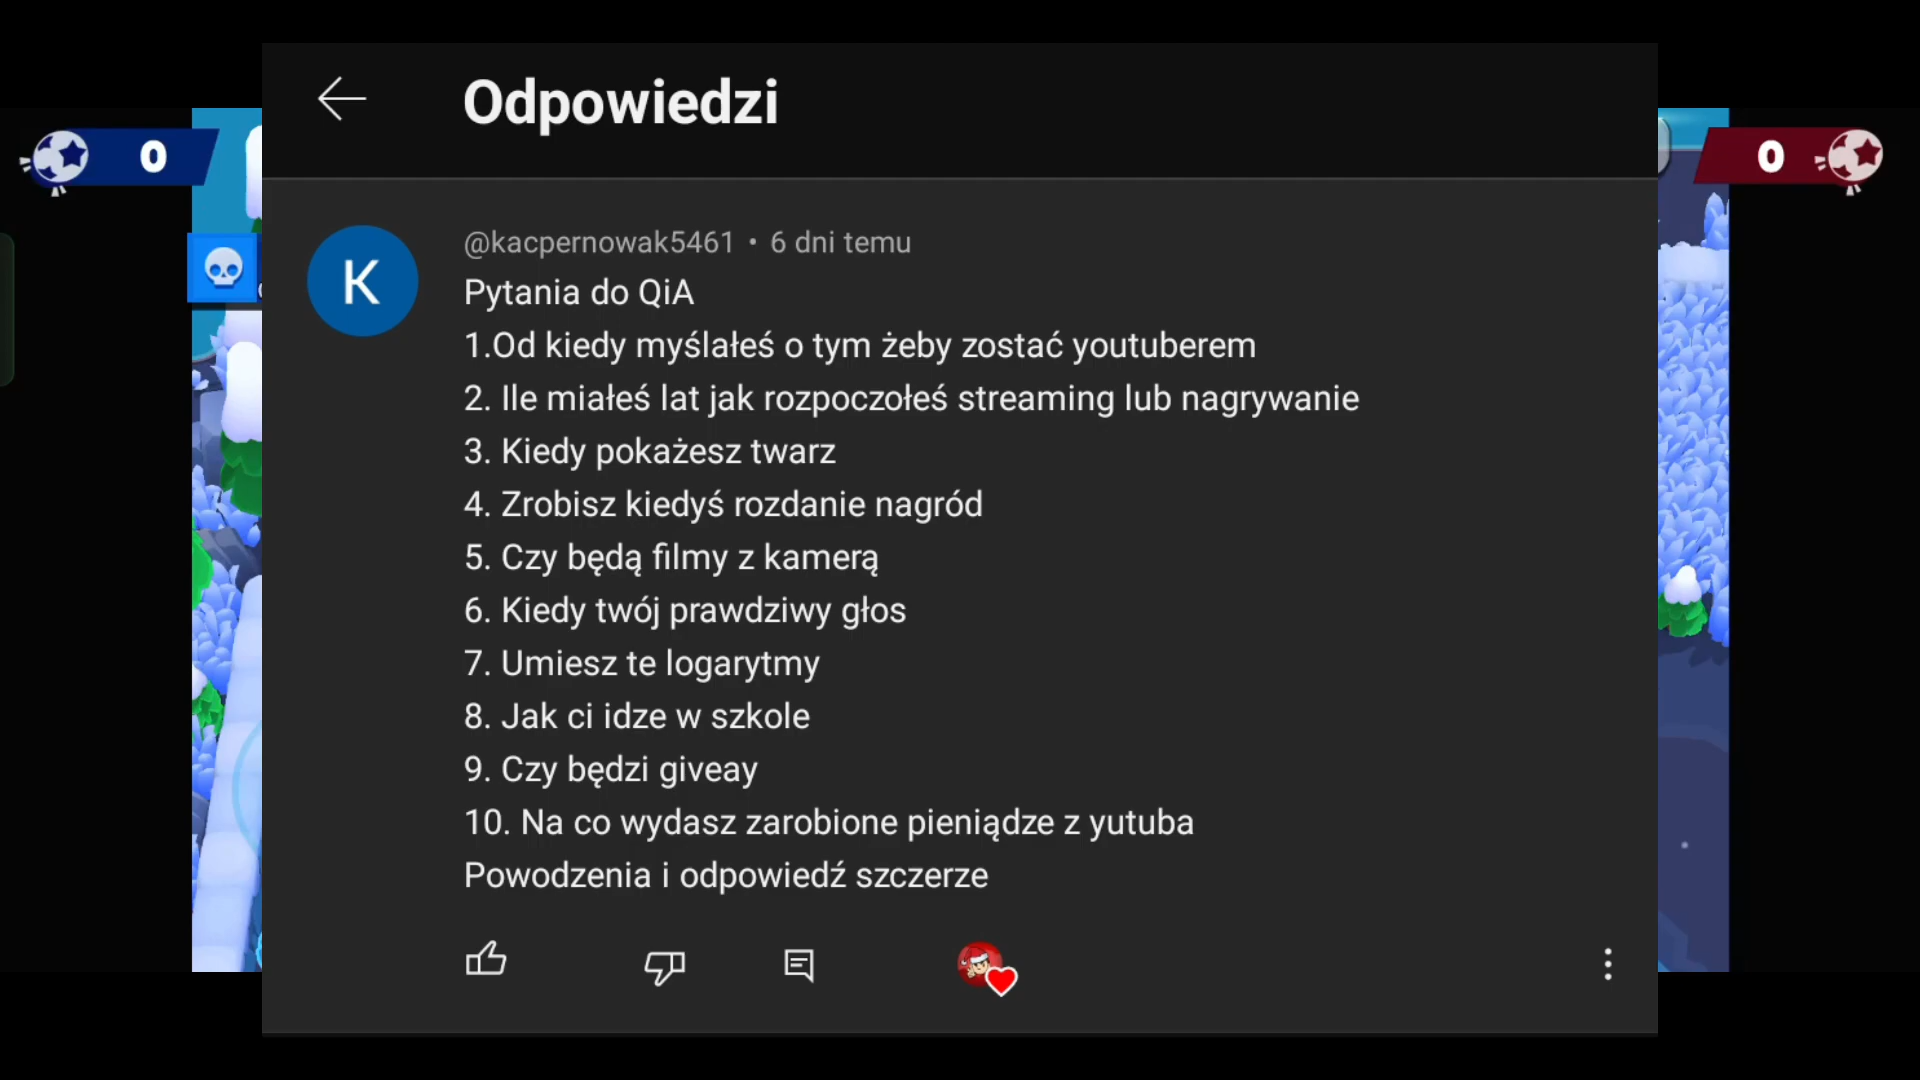 Odpowiedzi
0
0
@kacpernowak5461 • 6 dni temu
K
Pytania do QiA
1.Od kiedy myślałeś o tym żeby zostać youtuberem
2. Ile miałeś lat jak rozpoczołeś streaming lub nagrywanie
3. Kiedy pokażesz twarz
4. Zrobisz kiedyś rozdanie nagród
5. Czy będą filmy z kamerą
6. Kiedy twój prawdziwy głos
7. Umiesz te logarytmy
8. Jak ci idze w szkole
9. Czy będzi giveay
10. Na co wydasz zarobione pieniądze z yutuba
Powodzenia i odpowiedź szczerze